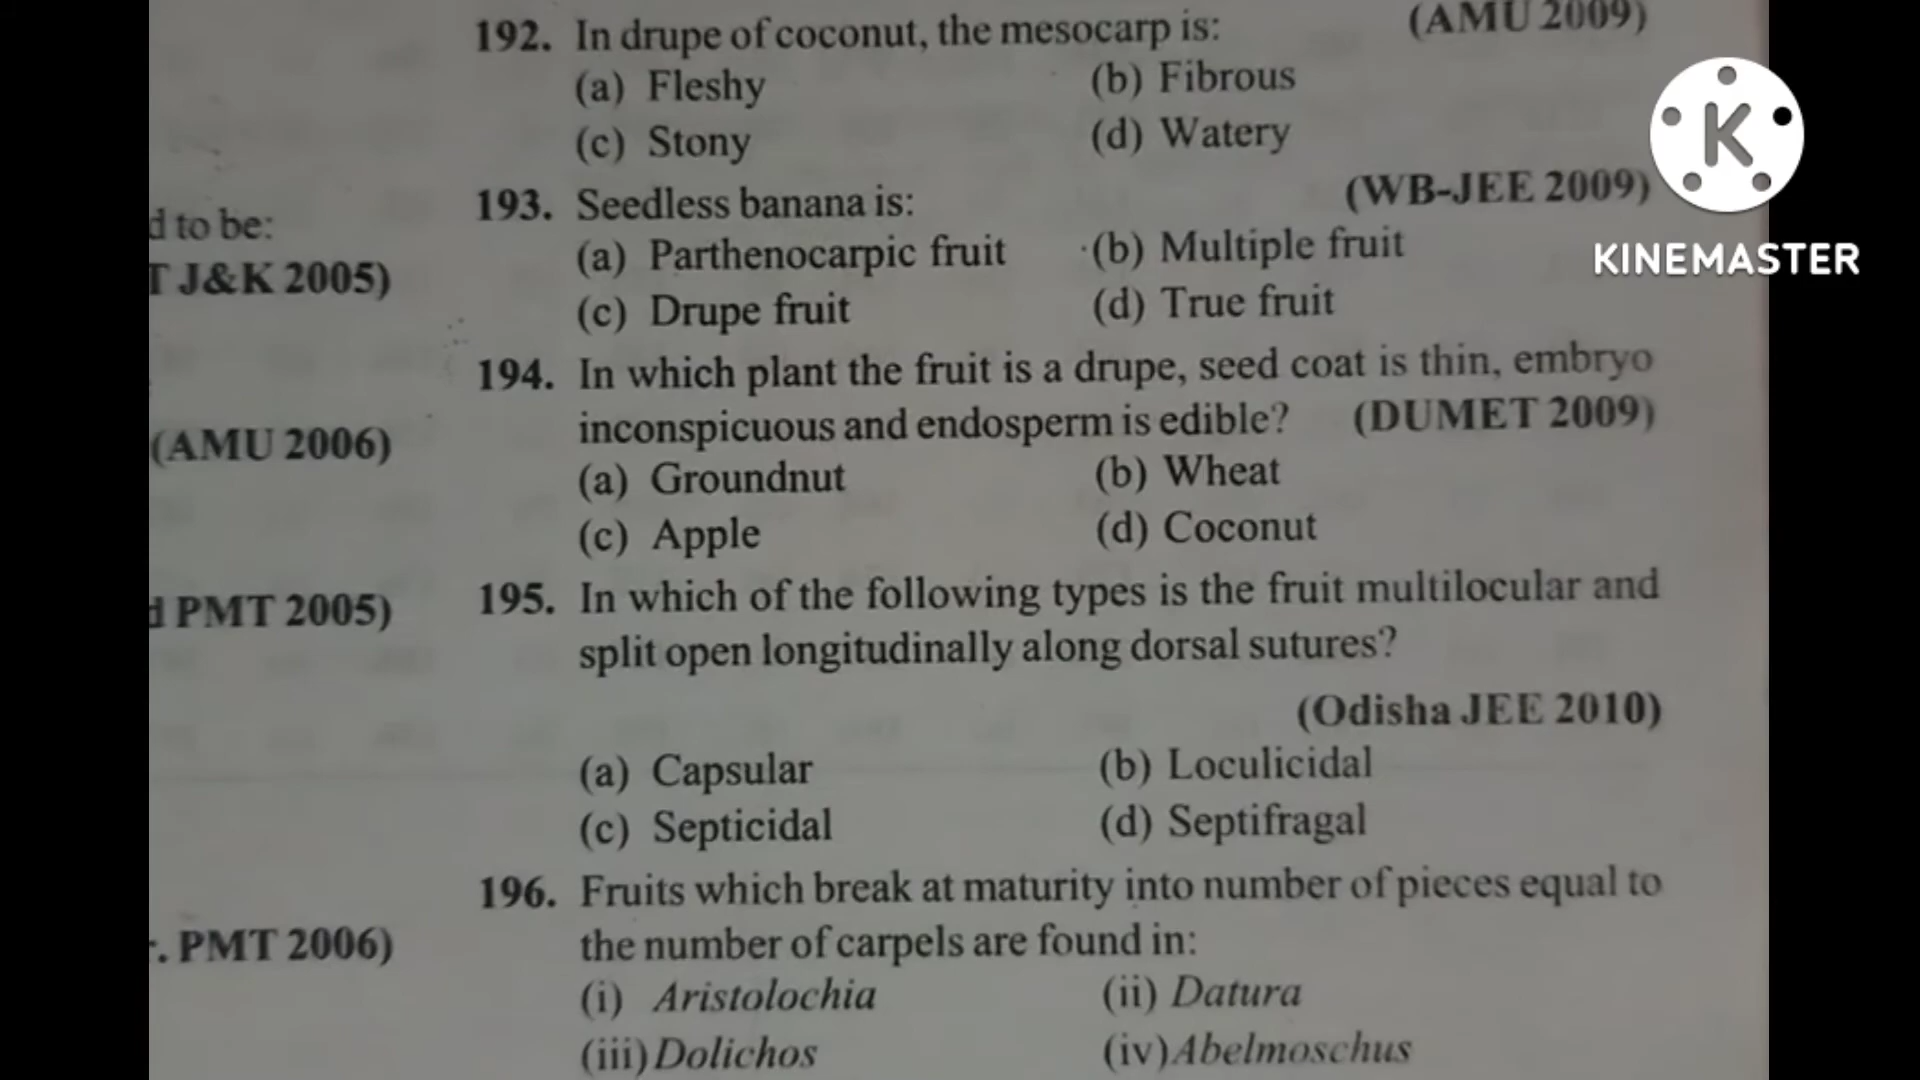 d to be:
T J&K 2005)
(AMU 2006)
d PMT 2005)
r. PMT 2006)
192. In drupe of coconut, the mesocarp is: (AMU 2009)
(a) Fleshy (b) Fibrous
(c) Stony (d) Watery
193. Seedless banana is: (WB-JEE 2009)
(a) Parthenocarpic fruit (b) Multiple fruit
(c) Drupe fruit (d) True fruit
194. In which plant the fruit is a drupe, seed coat is thin, embryo
inconspicuous and endosperm is edible? (DUMET 2009)
(a) Groundnut (b) Wheat
(c) Apple (d) Coconut
195. In which of the following types is the fruit multilocular and
split open longitudinally along dorsal sutures?
(Odisha JEE 2010)
(a) Capsular (b) Loculicidal
(c) Septicidal (d) Septifragal
196. Fruits which break at maturity into number of pieces equal to
the number of carpels are found in:
(i) Aristolochia (ii) Datura
(iii) Dolichos (iv) Abelmoschus
K
KINEMASTER